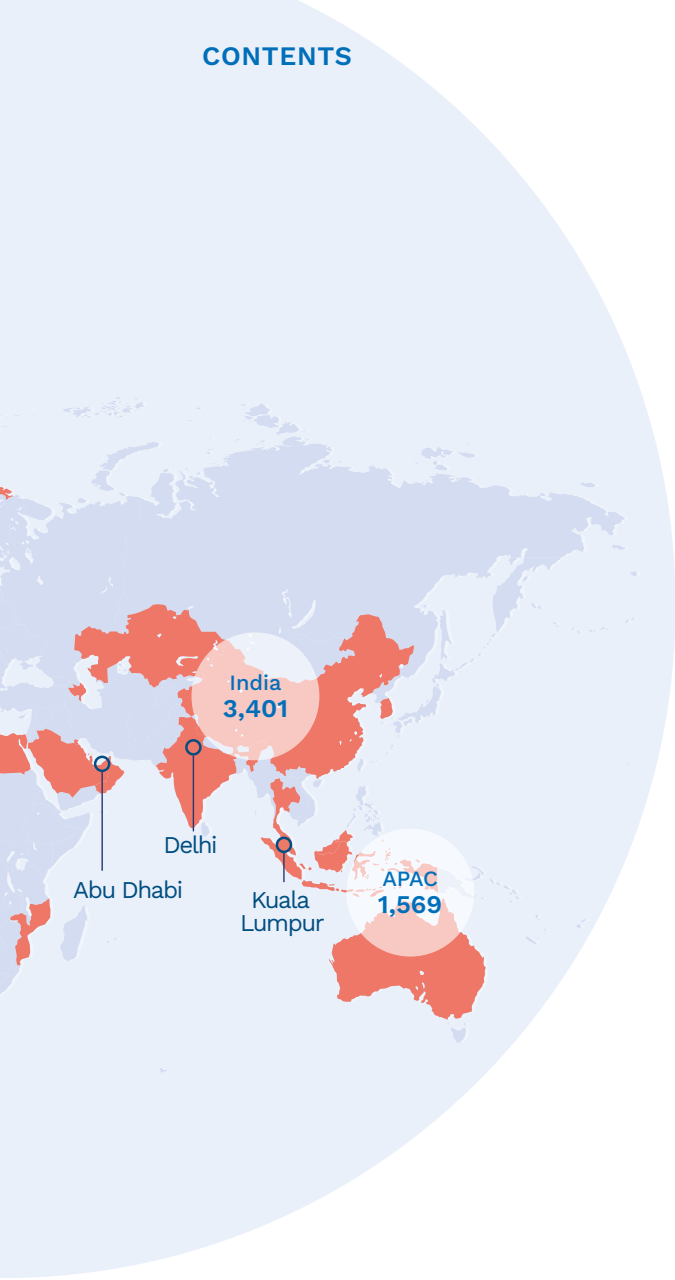 CONTENTS
India
3,401
Delhi
Abu Dhabi
Kuala
Lumpur
APAC
1,569